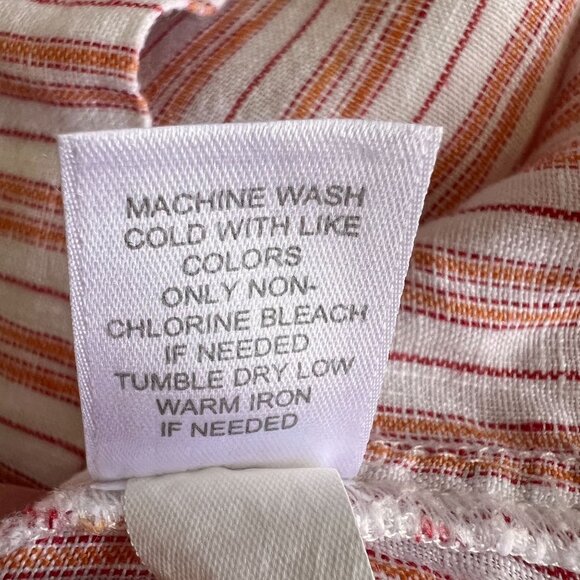 MACHINE WASH
COLD WITH LIKE
COLORS
ONLY NON-
CHLORINE BLEACH
IF NEEDED
TUMBLE DRY LOW
WARM IRON
IF NEEDED